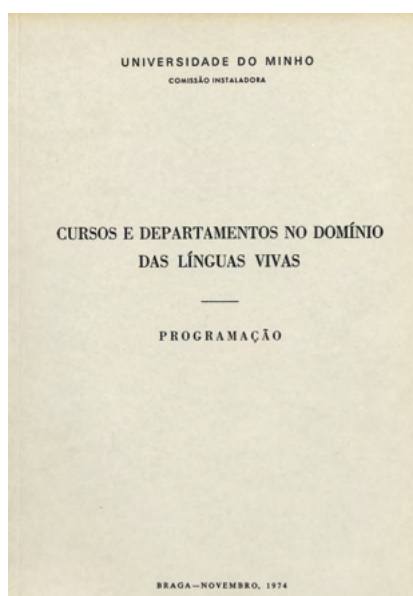 UNIVERSIDADE DO MINHO
COMISSÃO INSTALADORA
CURSOS E DEPARTAMENTOS NO DOMÍNIO
DAS LÍNGUAS VIVAS
PROGRAMAÇÃO
BRAGA—NOVEMBRO, 1974